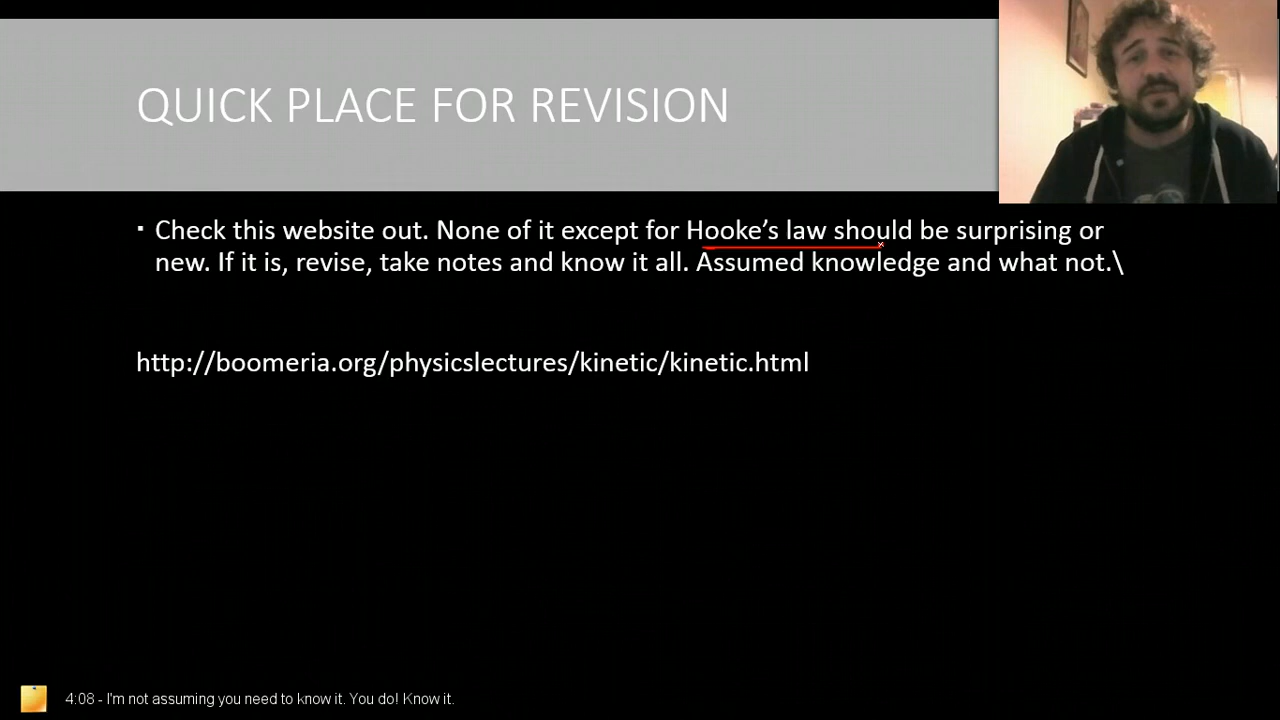 QUICK PLACE FOR REVISION
▪ Check this website out. None of it except for Hooke’s law should be surprising or
new. If it is, revise, take notes and know it all. Assumed knowledge and what not.\
http://boomeria.org/physicslectures/kinetic/kinetic.html
4:08 - I'm not assuming you need to know it. You do! Know it.